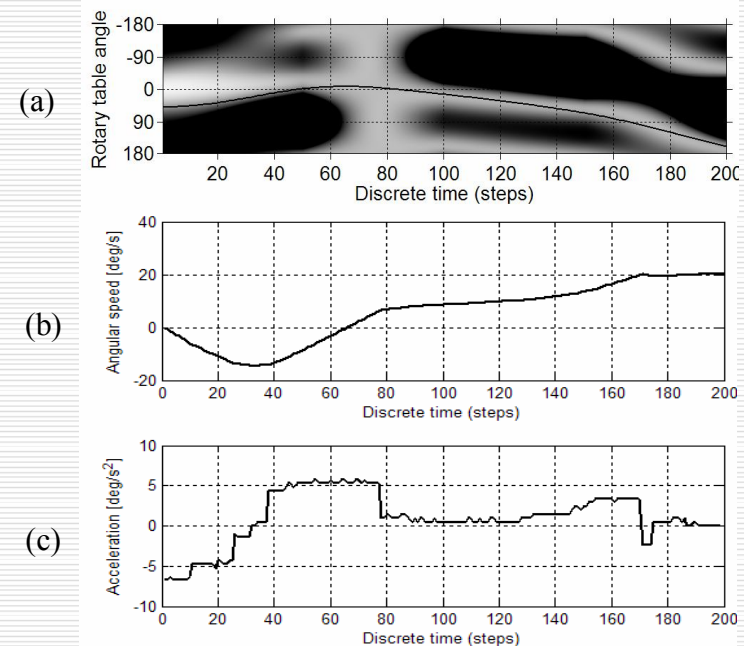 (a)
Rotary table angle
-180
-90
0
90
180
20 40 60 80 100 120 140 160 180 200
Discrete time (steps)
(b)
Angular speed [deg/s]
40
20
0
-20
0 20 40 60 80 100 120 140 160 180 200
Discrete time (steps)
(c)
Acceleration [deg/s²]
10
5
0
-5
-10
0 20 40 60 80 100 120 140 160 180 200
Discrete time (steps)